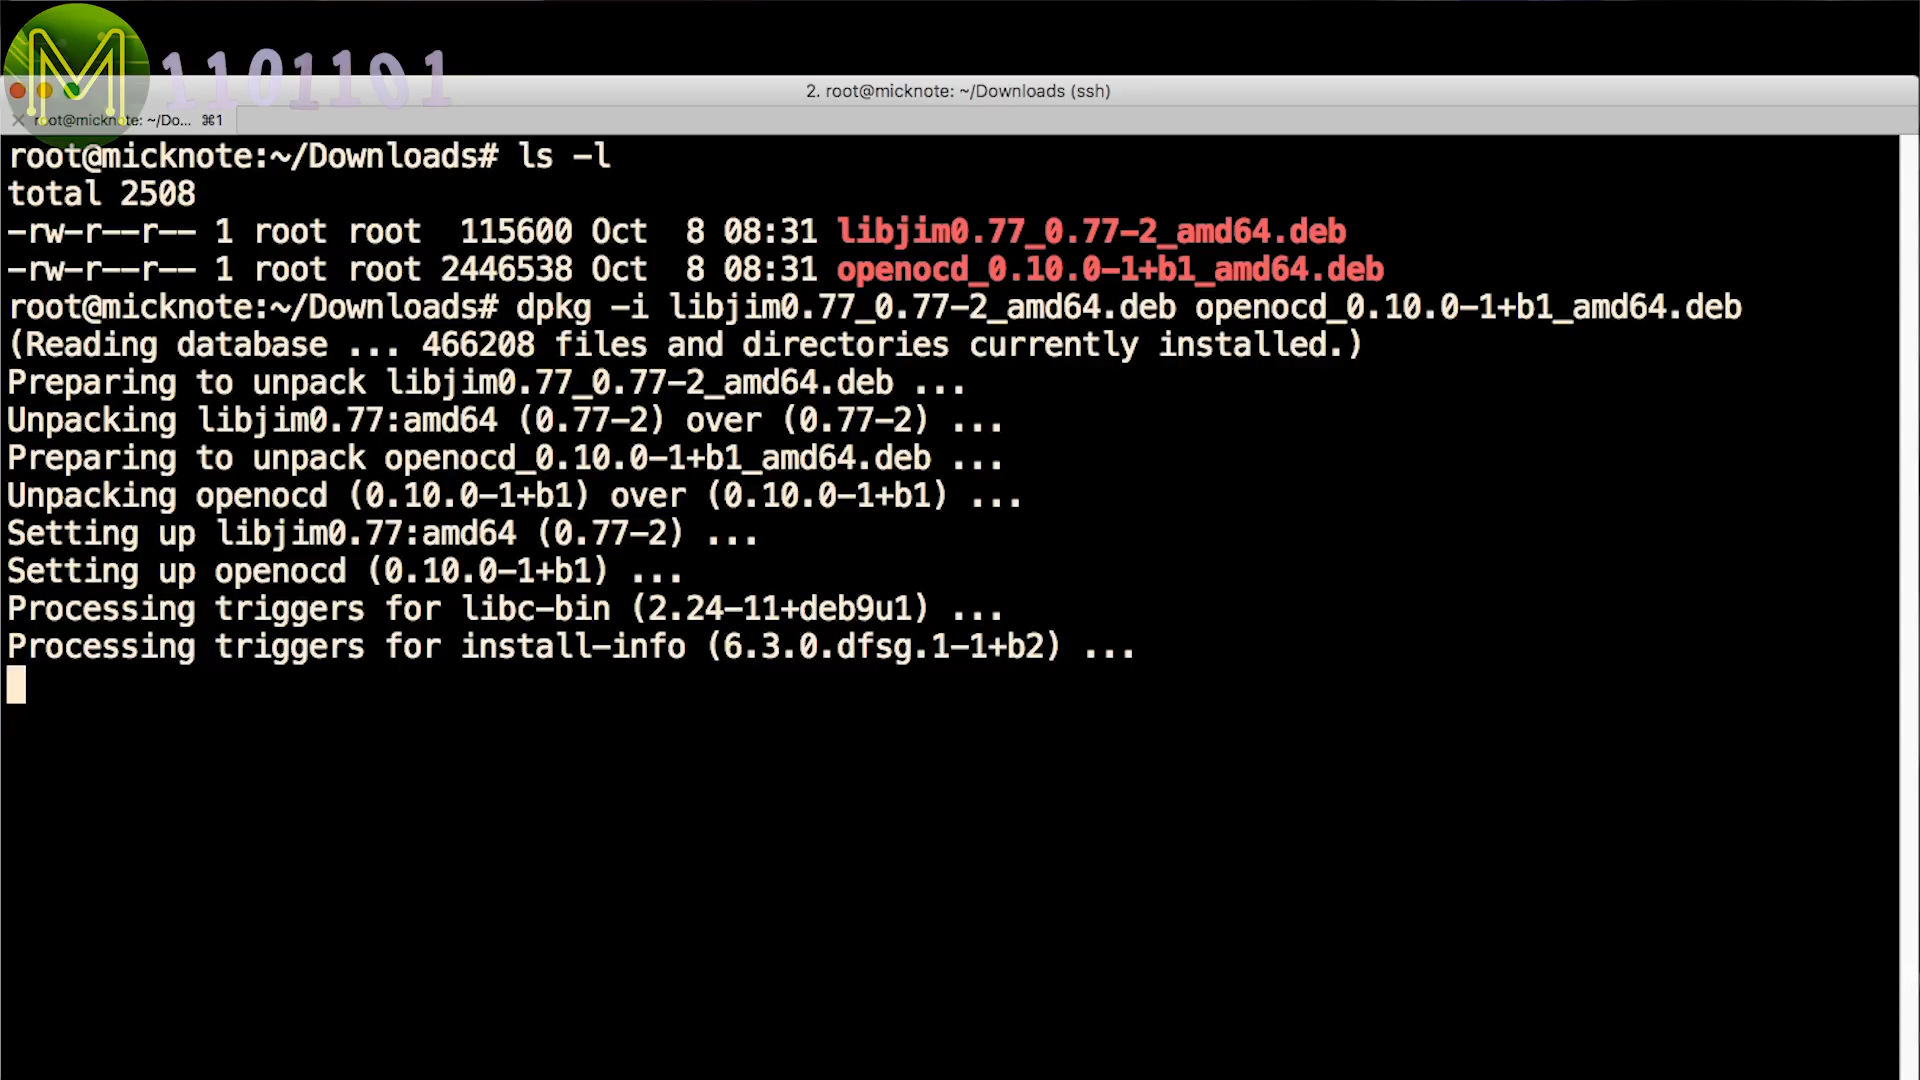 M 1101101
2. root@micknote: ~/Downloads (ssh)
root@micknote: ~/Do... ⌘1
root@micknote:~/Downloads# ls -l
total 2508
-rw-r--r-- 1 root root  115600 Oct  8 08:31 libjim0.77_0.77-2_amd64.deb
-rw-r--r-- 1 root root 2446538 Oct  8 08:31 openocd_0.10.0-1+b1_amd64.deb
root@micknote:~/Downloads# dpkg -i libjim0.77_0.77-2_amd64.deb openocd_0.10.0-1+b1_amd64.deb
(Reading database ... 466208 files and directories currently installed.)
Preparing to unpack libjim0.77_0.77-2_amd64.deb ...
Unpacking libjim0.77:amd64 (0.77-2) over (0.77-2) ...
Preparing to unpack openocd_0.10.0-1+b1_amd64.deb ...
Unpacking openocd (0.10.0-1+b1) over (0.10.0-1+b1) ...
Setting up libjim0.77:amd64 (0.77-2) ...
Setting up openocd (0.10.0-1+b1) ...
Processing triggers for libc-bin (2.24-11+deb9u1) ...
Processing triggers for install-info (6.3.0.dfsg.1-1+b2) ...